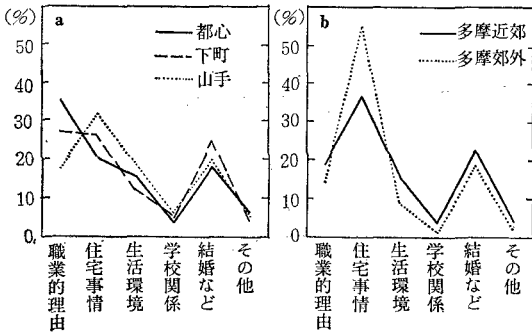 (%)
a
都心
下町
山手
50
40
30
20
10
0
職業的理由
住宅事情
生活環境
学校関係
結婚など
その他
(%)
b
多摩近郊
多摩郊外
50
40
30
20
10
0
職業的理由
住宅事情
生活環境
学校関係
結婚など
その他